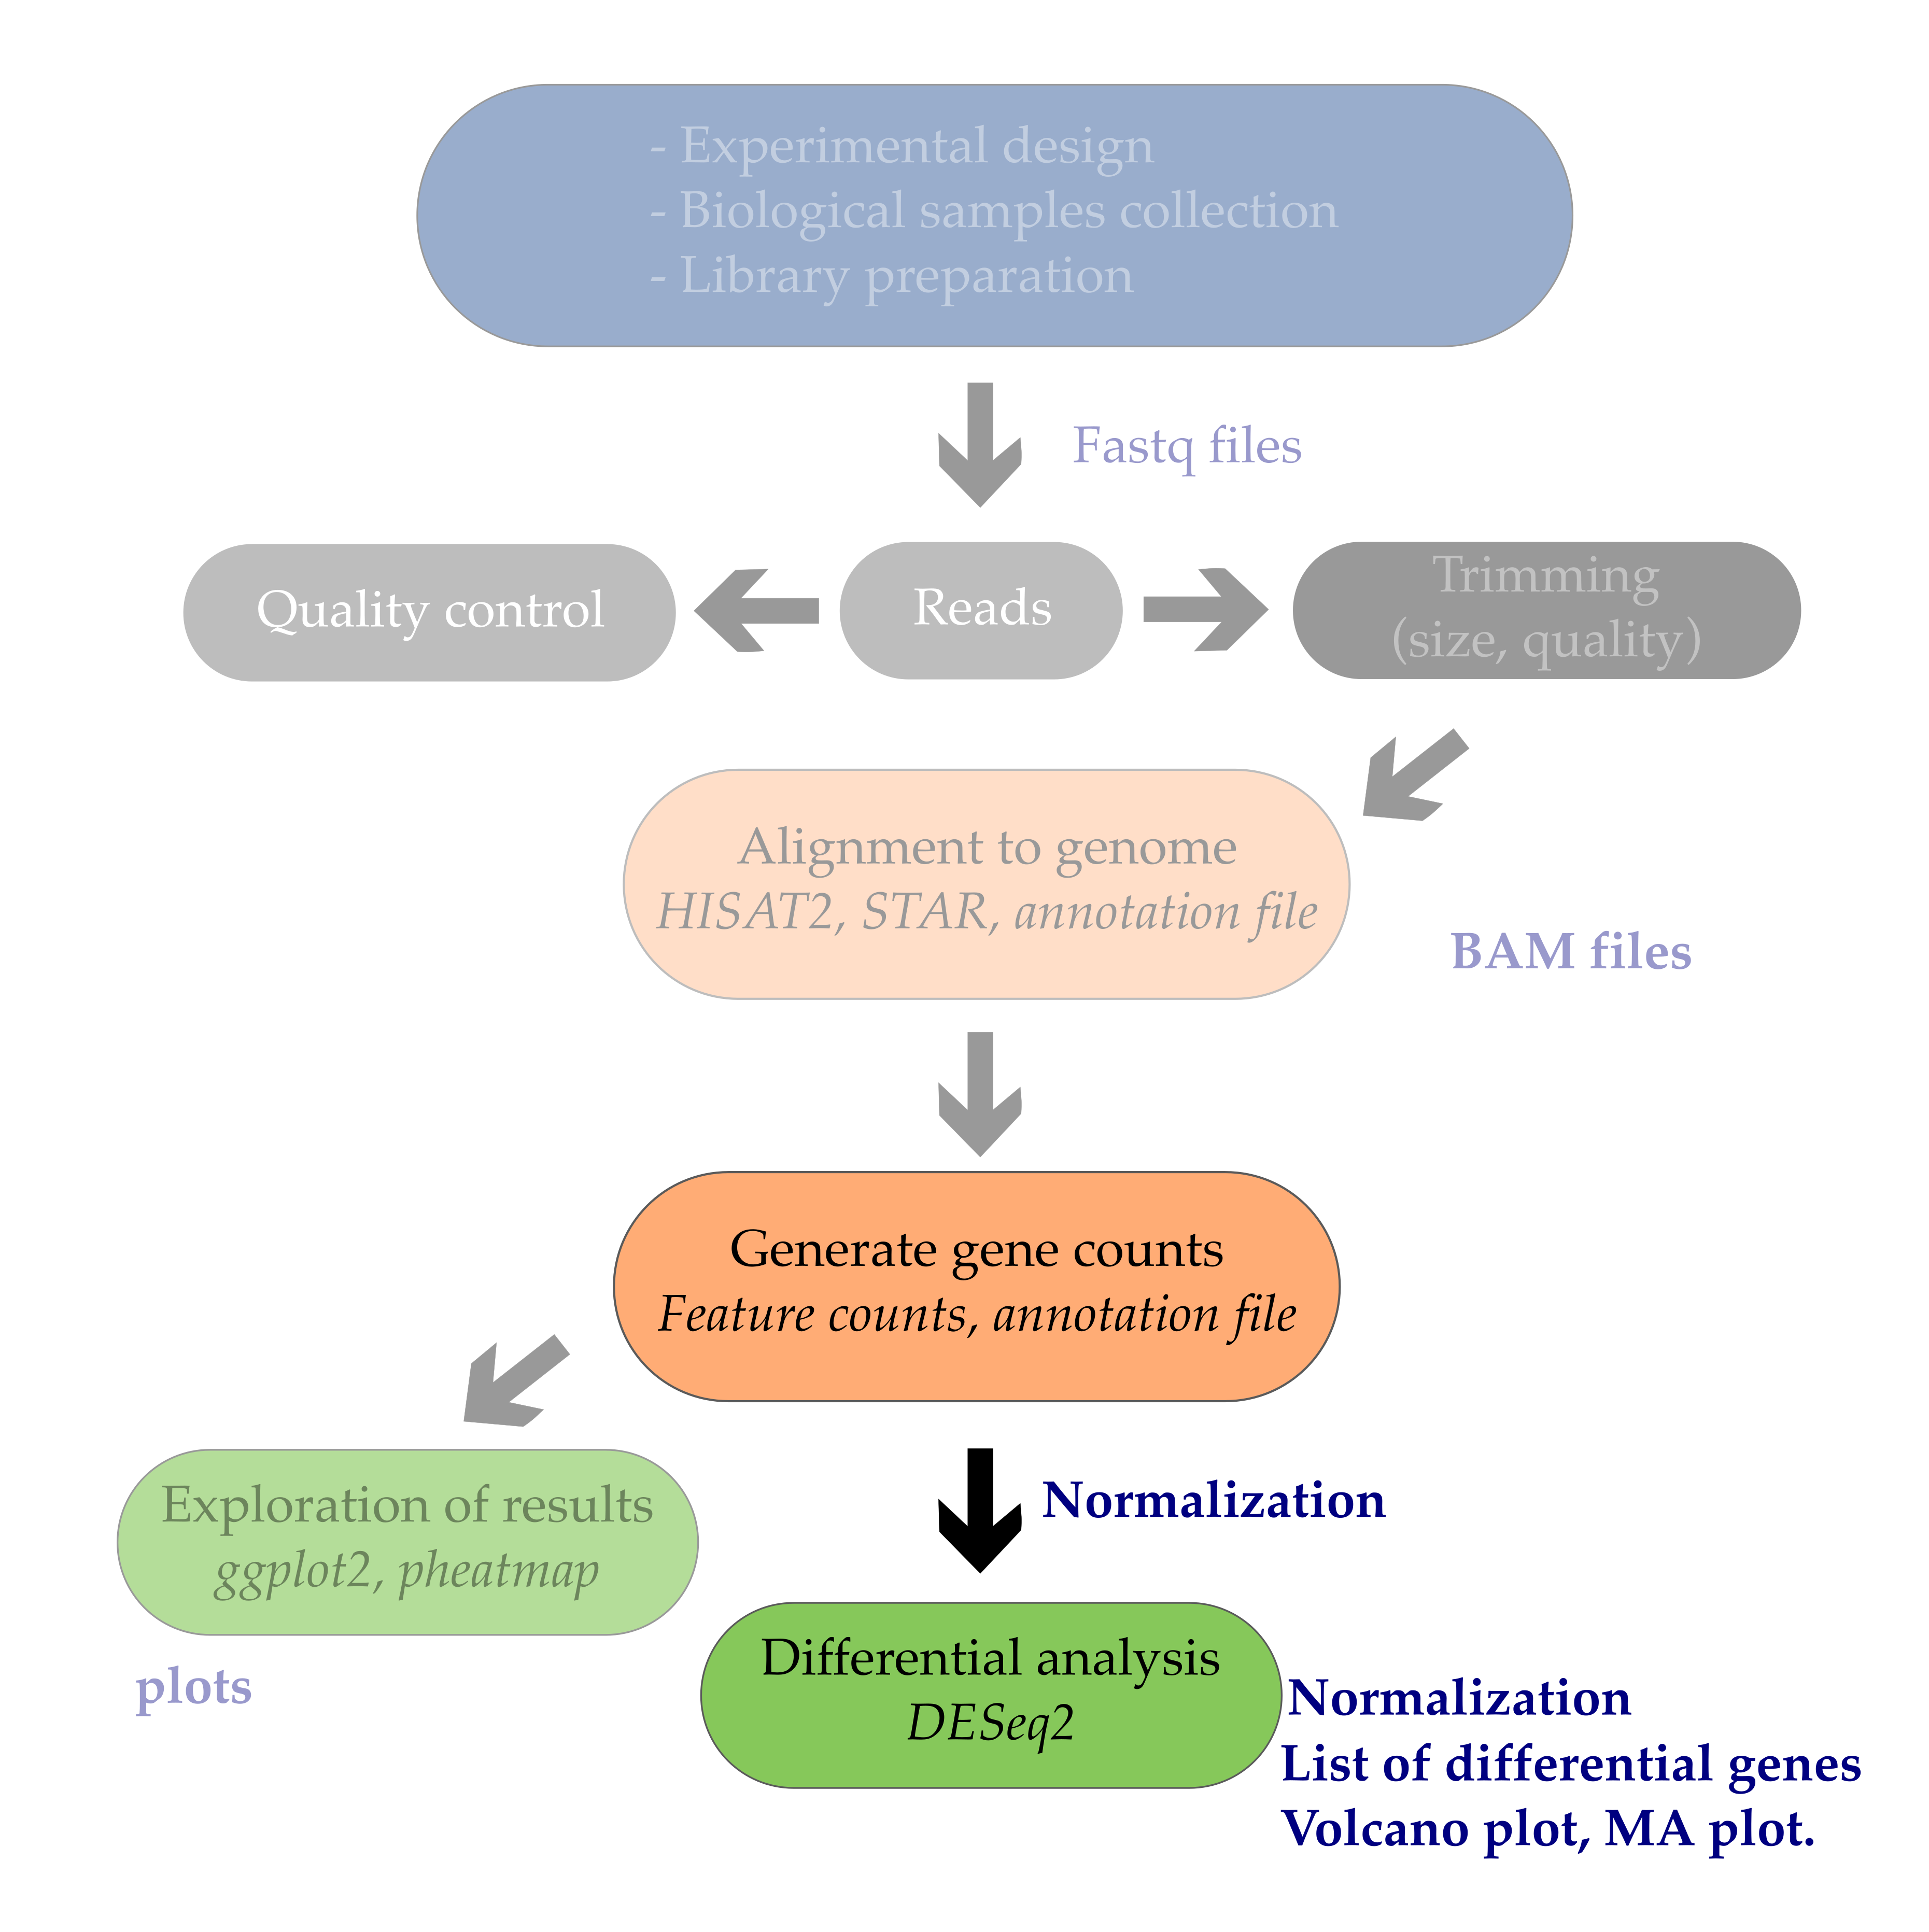 - Experimental design
- Biological samples collection
- Library preparation
Fastq files
Quality control
Reads
Trimming
(size, quality)
Alignment to genome
HISAT2, STAR, annotation file
BAM files
Generate gene counts
Feature counts, annotation file
Normalization
Exploration of results
ggplot2, pheatmap
plots
Differential analysis
DESeq2
Normalization
List of differential genes
Volcano plot, MA plot.